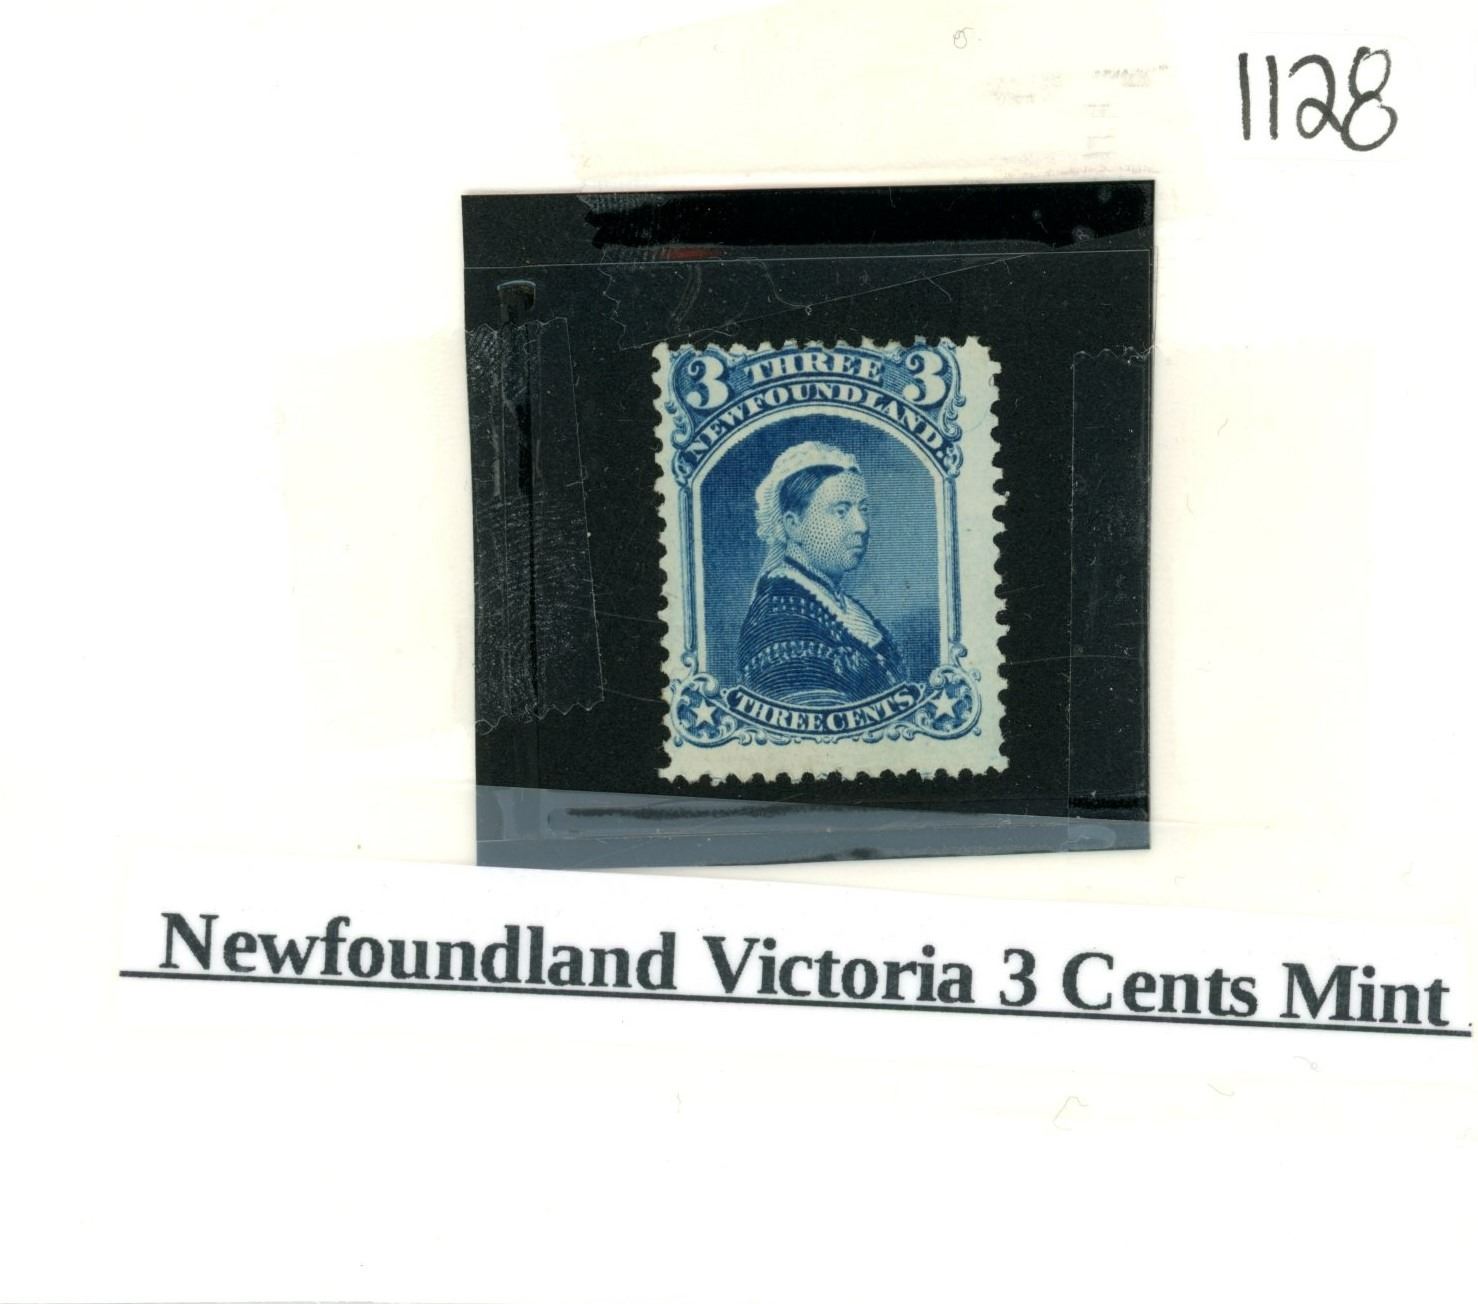 1128
3 THREE 3
NEWFOUNDLAND.
THREE CENTS
Newfoundland Victoria 3 Cents Mint